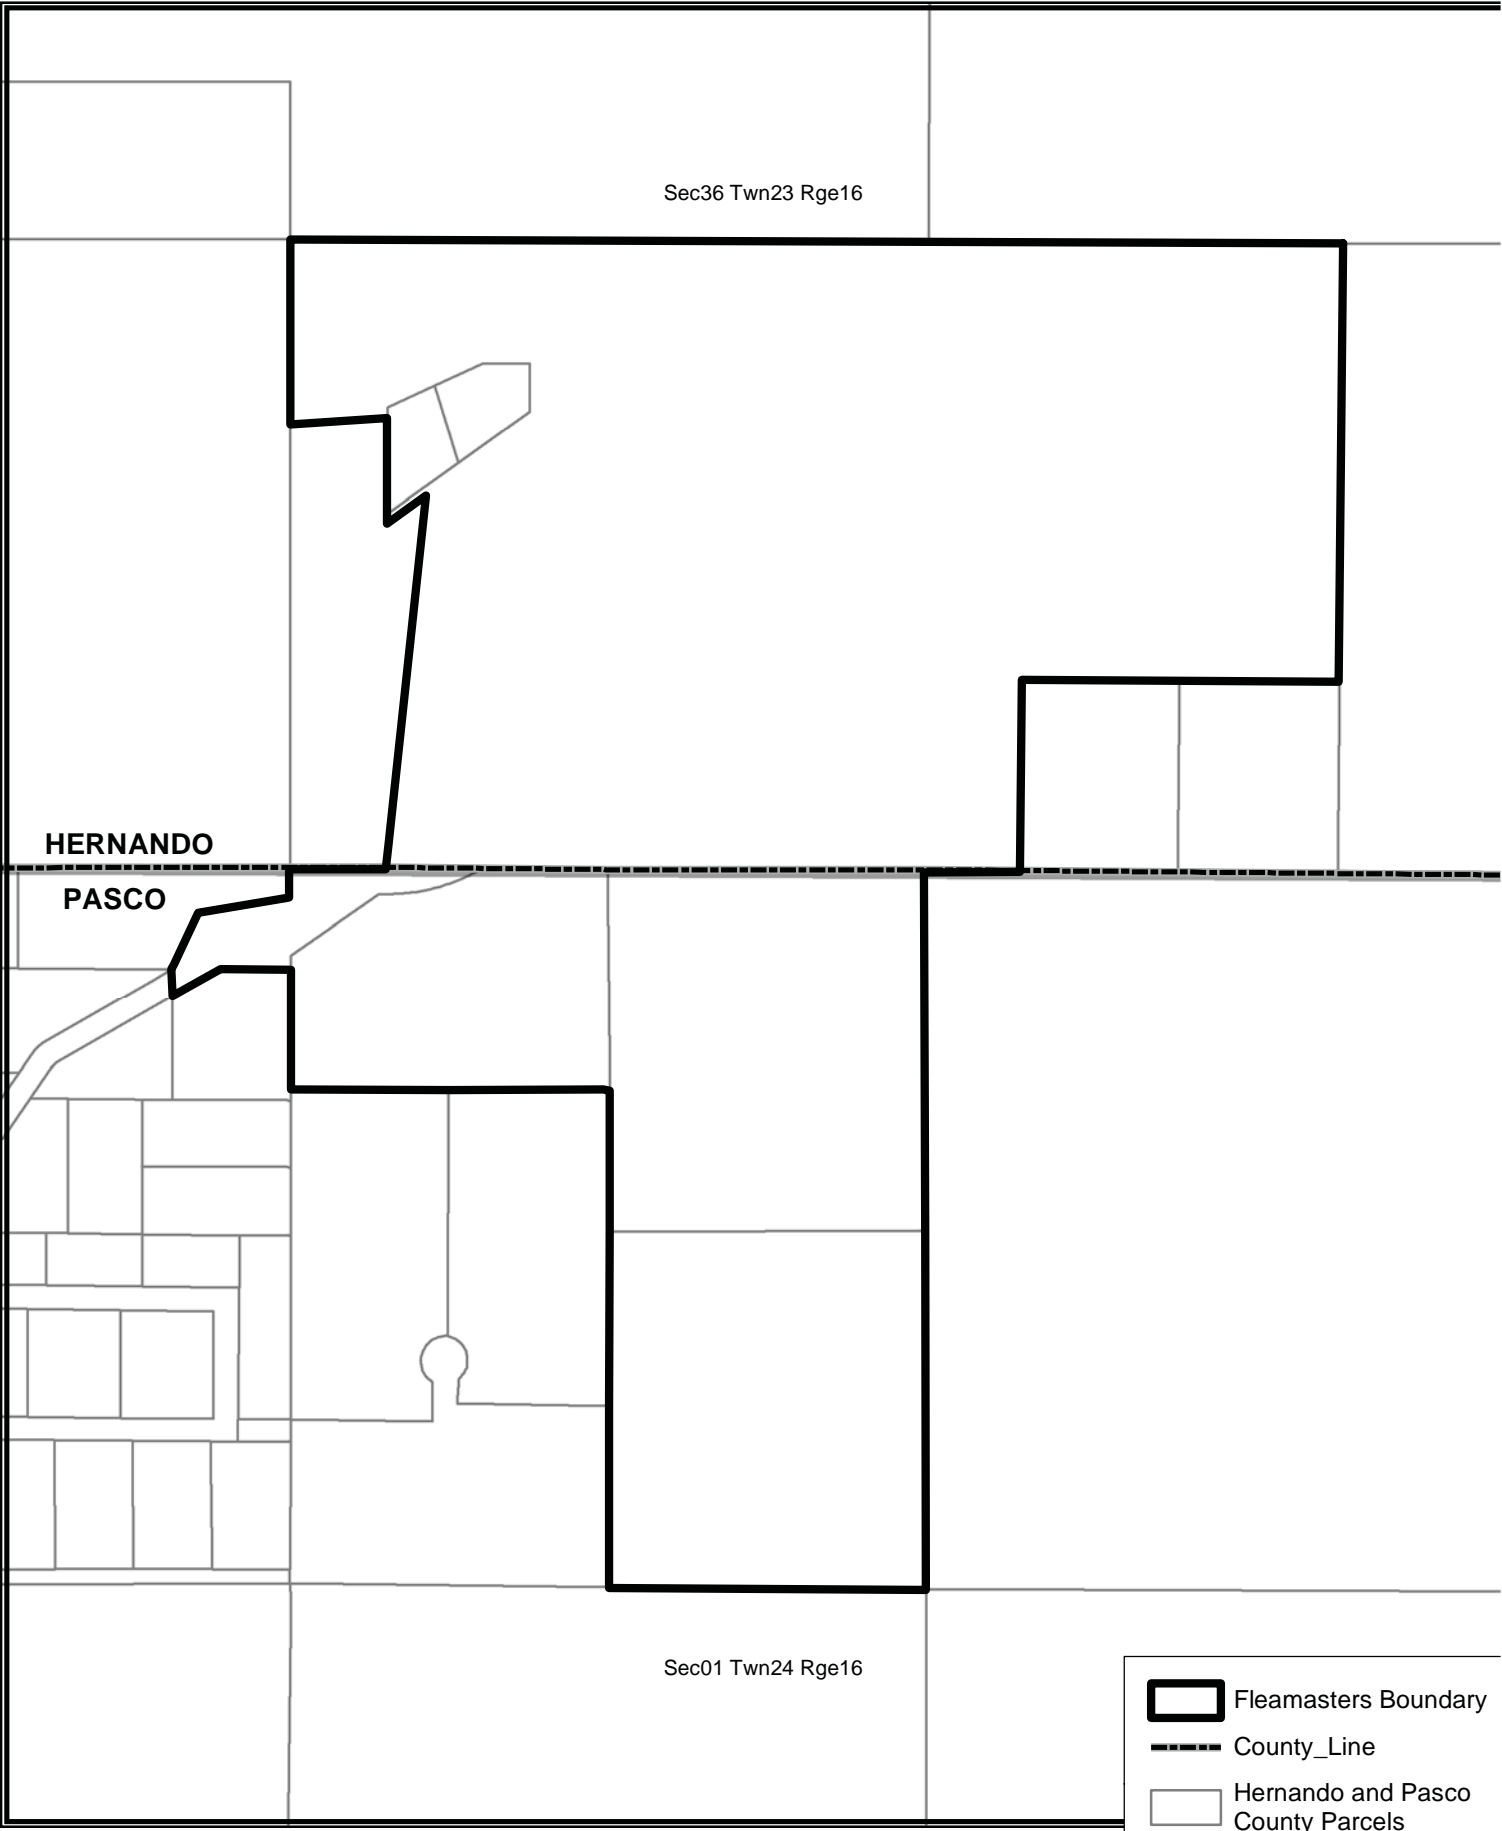 Sec36 Twn23 Rge16
HERNANDO
PASCO
Sec01 Twn24 Rge16
Fleamasters Boundary
County_Line
Hernando and Pasco
County Parcels